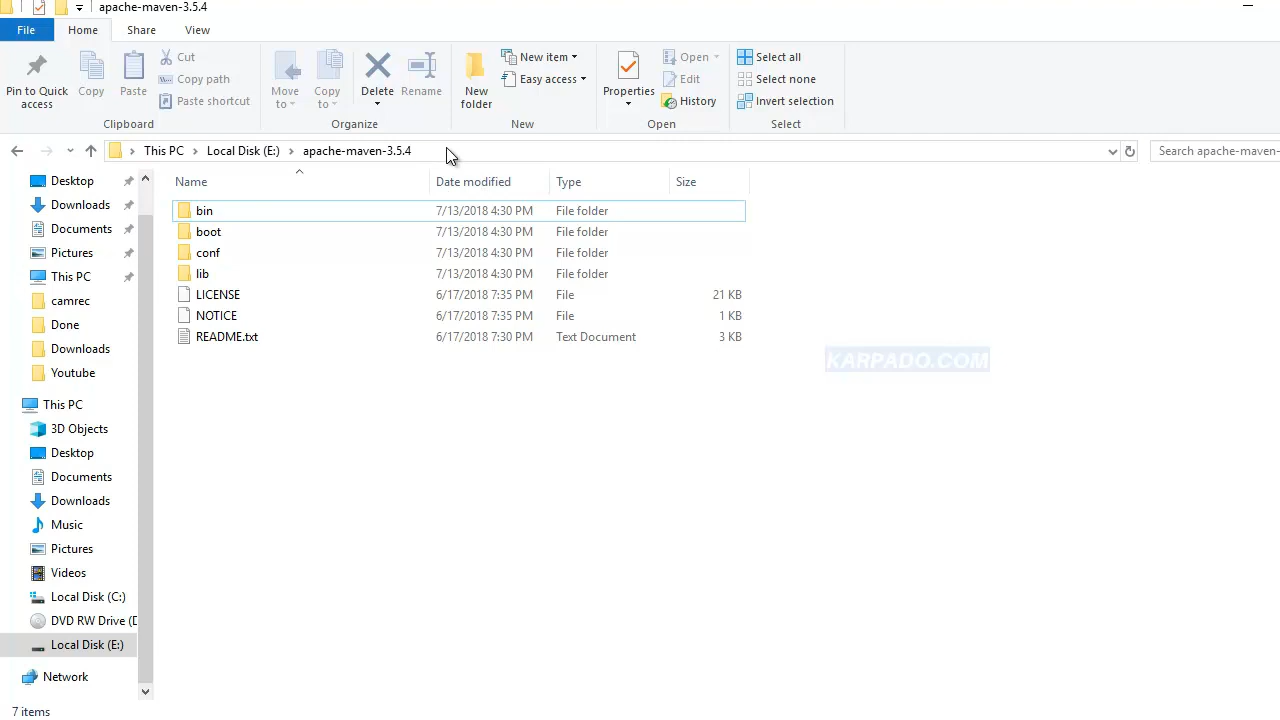 apache-maven-3.5.4
File Home Share View
Pin to Quick access
Copy
Paste
Cut
Copy path
Paste shortcut
Clipboard
Move to
Copy to
Delete
Rename
Organize
New folder
New item
Easy access
New
Properties
Open
Edit
History
Open
Select all
Select none
Invert selection
Select
This PC > Local Disk (E:) > apache-maven-3.5.4
Search apache-maven-
Desktop
Downloads
Documents
Pictures
This PC
camrec
Done
Downloads
Youtube
This PC
3D Objects
Desktop
Documents
Downloads
Music
Pictures
Videos
Local Disk (C:)
DVD RW Drive (D
Local Disk (E:)
Network
Name Date modified Type Size
bin 7/13/2018 4:30 PM File folder
boot 7/13/2018 4:30 PM File folder
conf 7/13/2018 4:30 PM File folder
lib 7/13/2018 4:30 PM File folder
LICENSE 6/17/2018 7:35 PM File 21 KB
NOTICE 6/17/2018 7:35 PM File 1 KB
README.txt 6/17/2018 7:30 PM Text Document 3 KB
KARPADO.COM
7 items